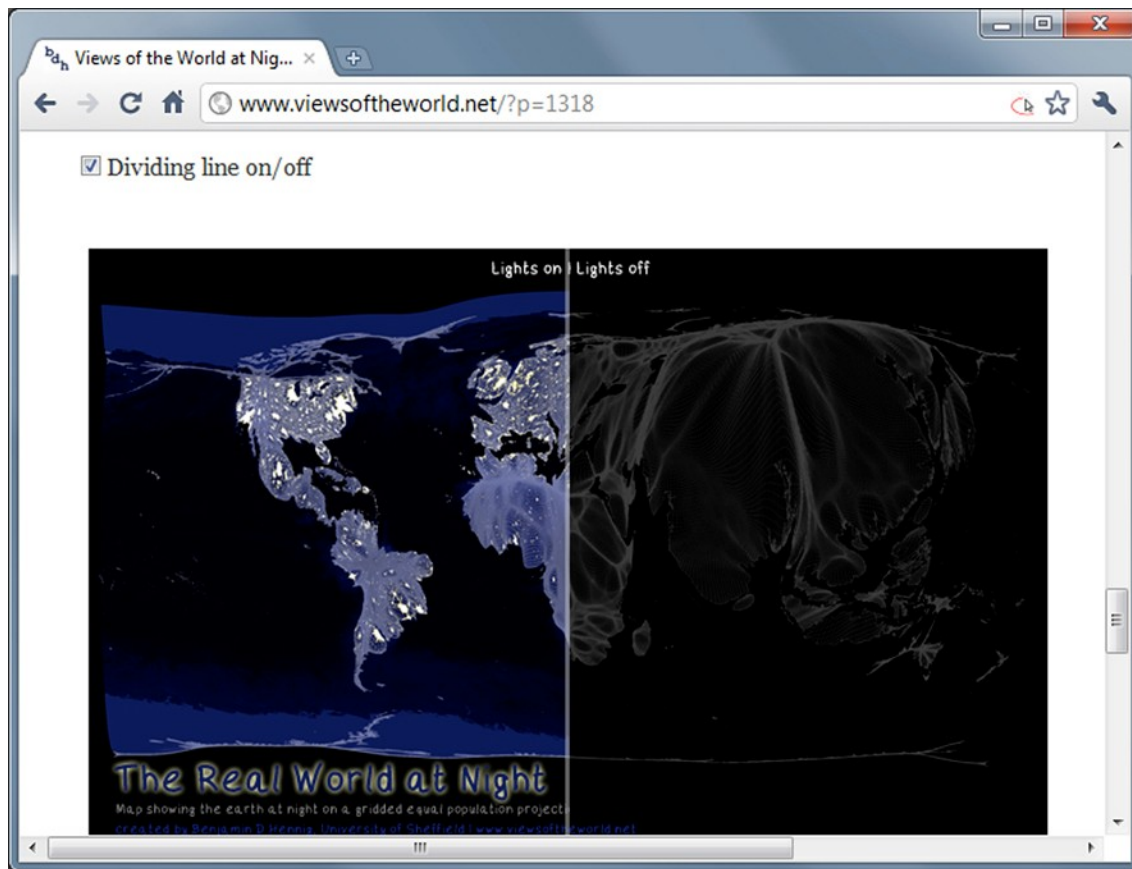 bdh Views of the World at Nig...
www.viewsoftheworld.net/?p=1318
Dividing line on/off
Lights on | Lights off
The Real World at Night
Map showing the earth at night on a gridded equal population projecti
created by Benjamin D Hennig, University of Sheffield | www.viewsoftheworld.net